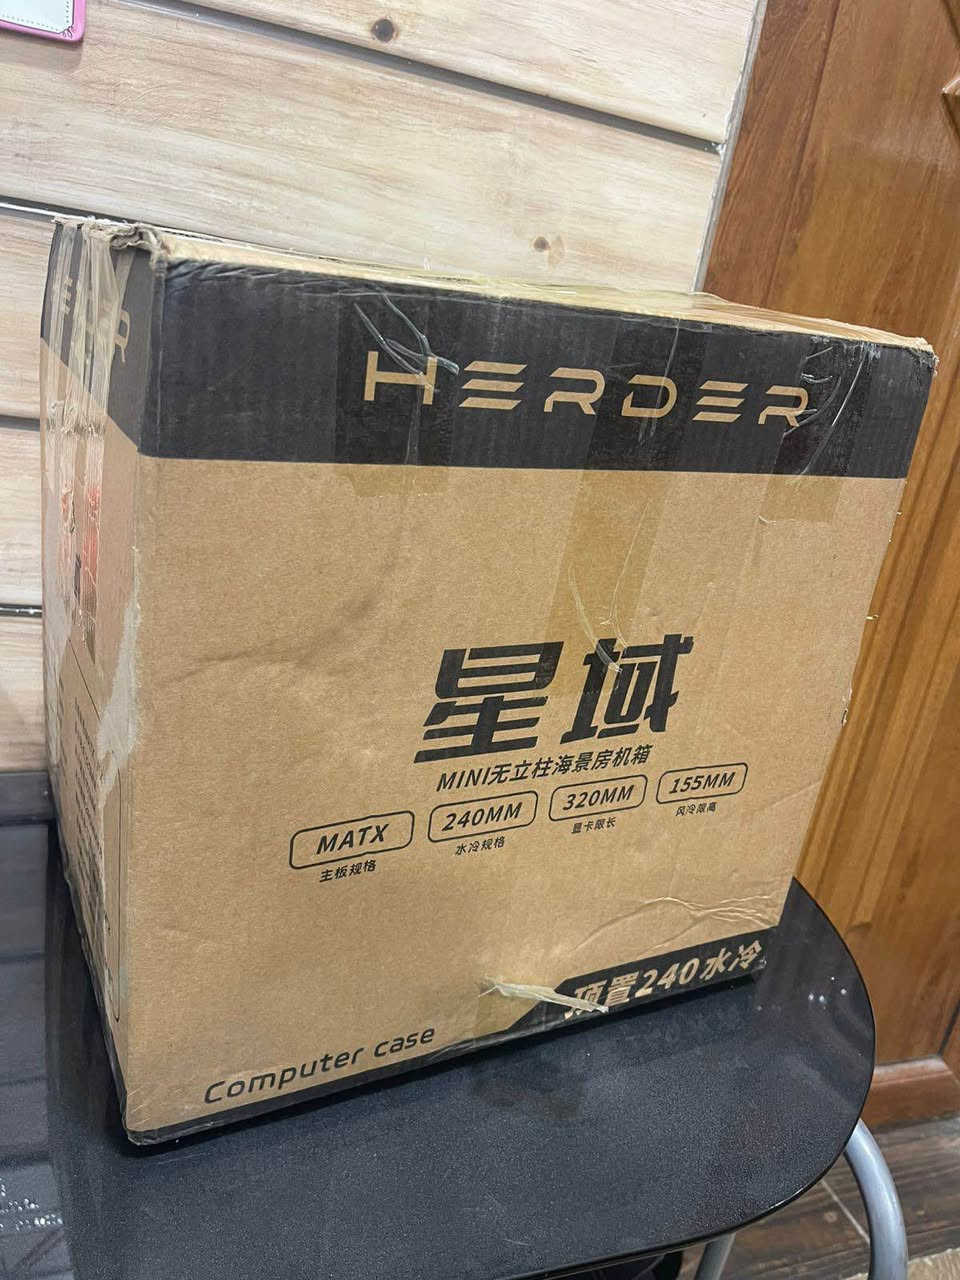 HERDER
星域
MINI无立柱海景房机箱
MATX 240MM 320MM 155MM
主板规格 水冷规格 显卡限长 风冷限高
顶置240水冷
Computer case